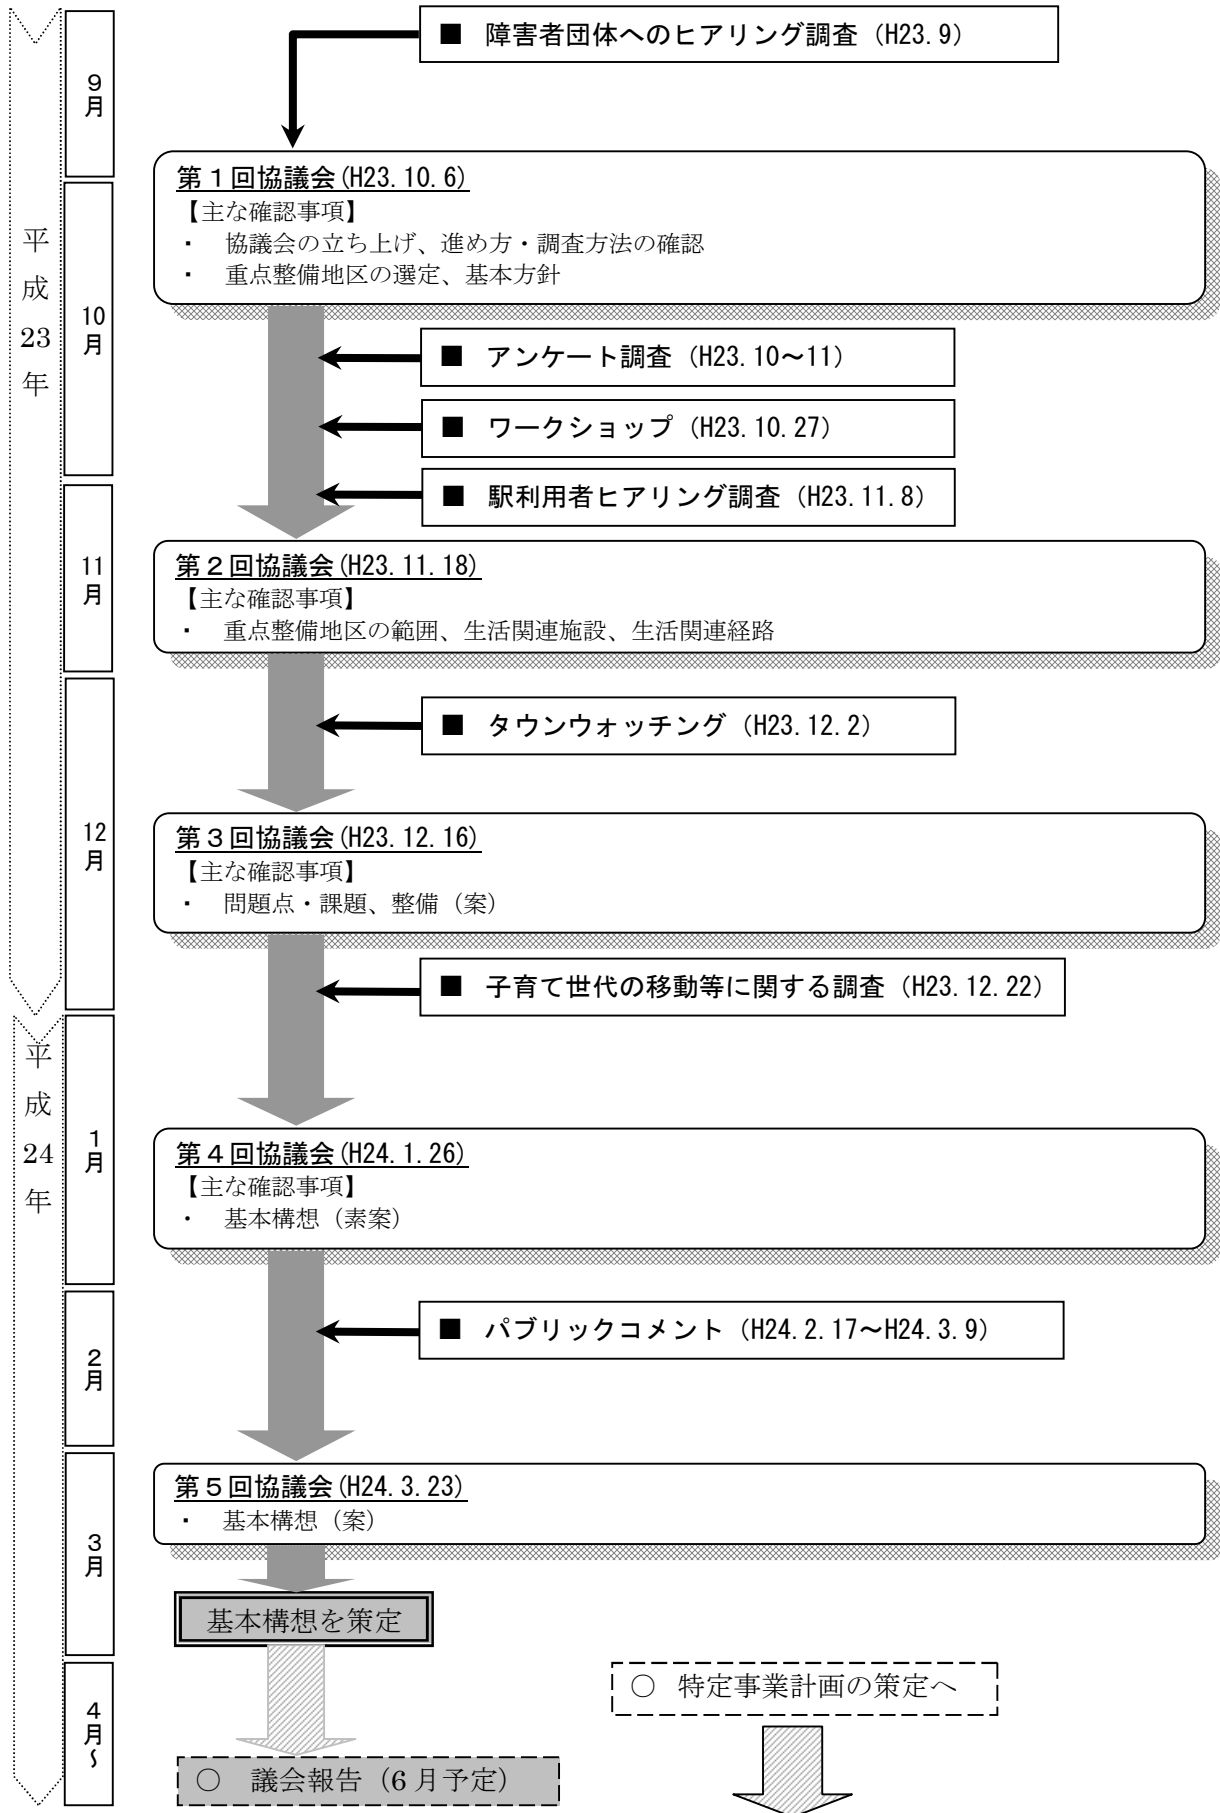 平成23年
9月
■ 障害者団体へのヒアリング調査（H23.9）
第１回協議会(H23.10.6)
【主な確認事項】
・ 協議会の立ち上げ、進め方・調査方法の確認
・ 重点整備地区の選定、基本方針
10月
■ アンケート調査（H23.10～11）
■ ワークショップ（H23.10.27）
■ 駅利用者ヒアリング調査（H23.11.8）
11月
第２回協議会(H23.11.18)
【主な確認事項】
・ 重点整備地区の範囲、生活関連施設、生活関連経路
12月
■ タウンウォッチング（H23.12.2）
第３回協議会(H23.12.16)
【主な確認事項】
・ 問題点・課題、整備（案）
■ 子育て世代の移動等に関する調査（H23.12.22）
平成24年
1月
第４回協議会(H24.1.26)
【主な確認事項】
・ 基本構想（素案）
2月
■ パブリックコメント（H24.2.17～H24.3.9）
3月
第５回協議会(H24.3.23)
・ 基本構想（案）
基本構想を策定
4月～
○ 特定事業計画の策定へ
○ 議会報告（6月予定）